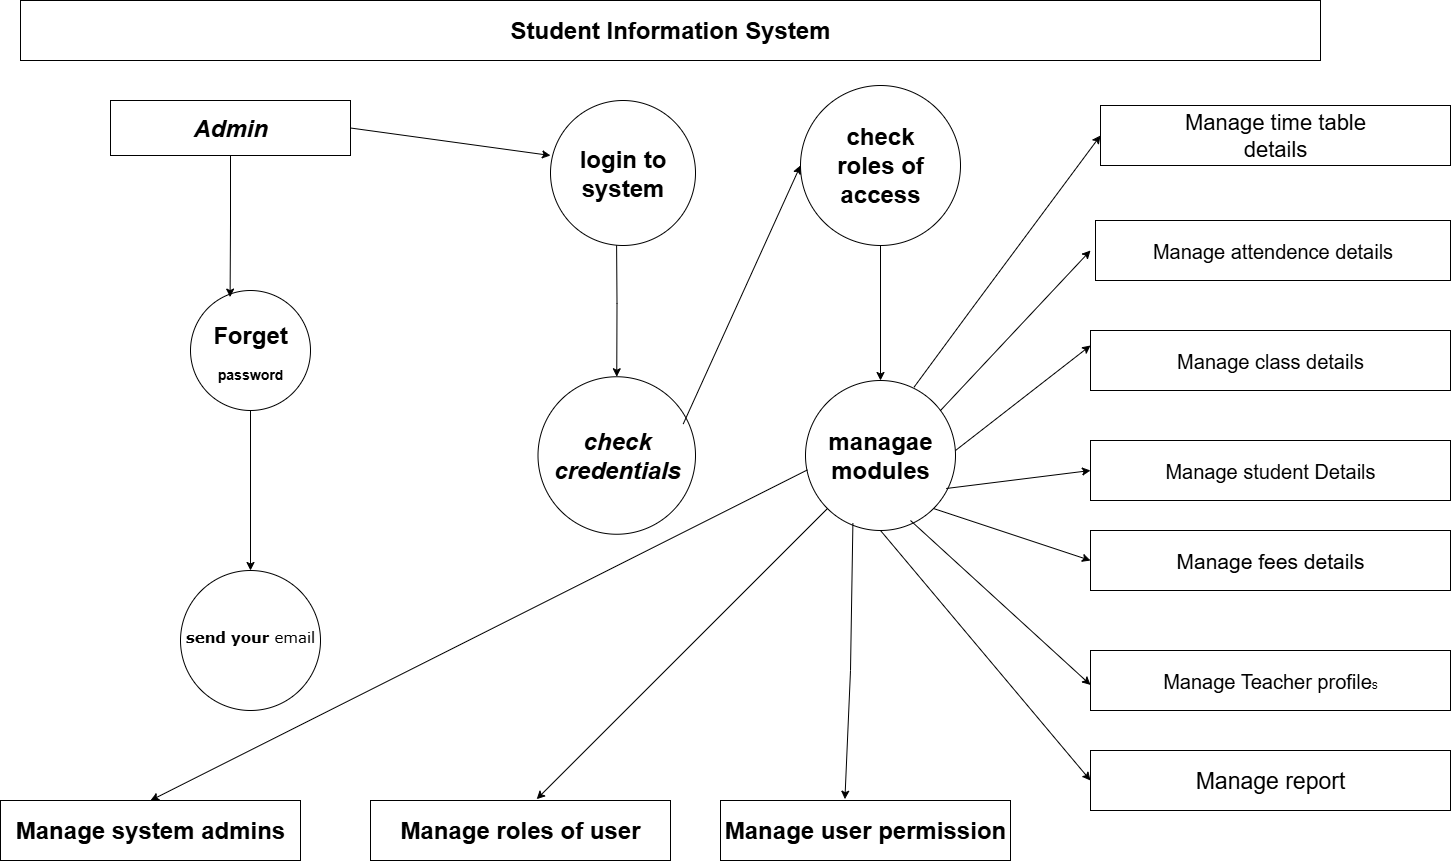 Student Information System
Admin
login to
system
check
roles of
access
Manage time table
details
Manage attendence details
Forget
password
Manage class details
check
credentials
managae
modules
Manage student Details
Manage fees details
send your email
Manage Teacher profiles
Manage report
Manage system admins
Manage roles of user
Manage user permission